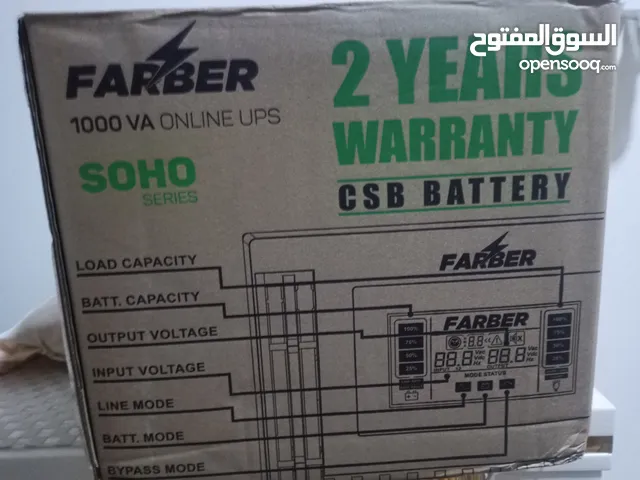 السوق المفتوح
opensooq.com
FARBER
1000 VA ONLINE UPS
SOHO
SERIES
2 YEARS
WARRANTY
CSB BATTERY
LOAD CAPACITY
BATT. CAPACITY
OUTPUT VOLTAGE
INPUT VOLTAGE
LINE MODE
BATT. MODE
BYPASS MODE
FARBER
FARBER
100%
75%
50%
25%
INPUT
MODE STATUS